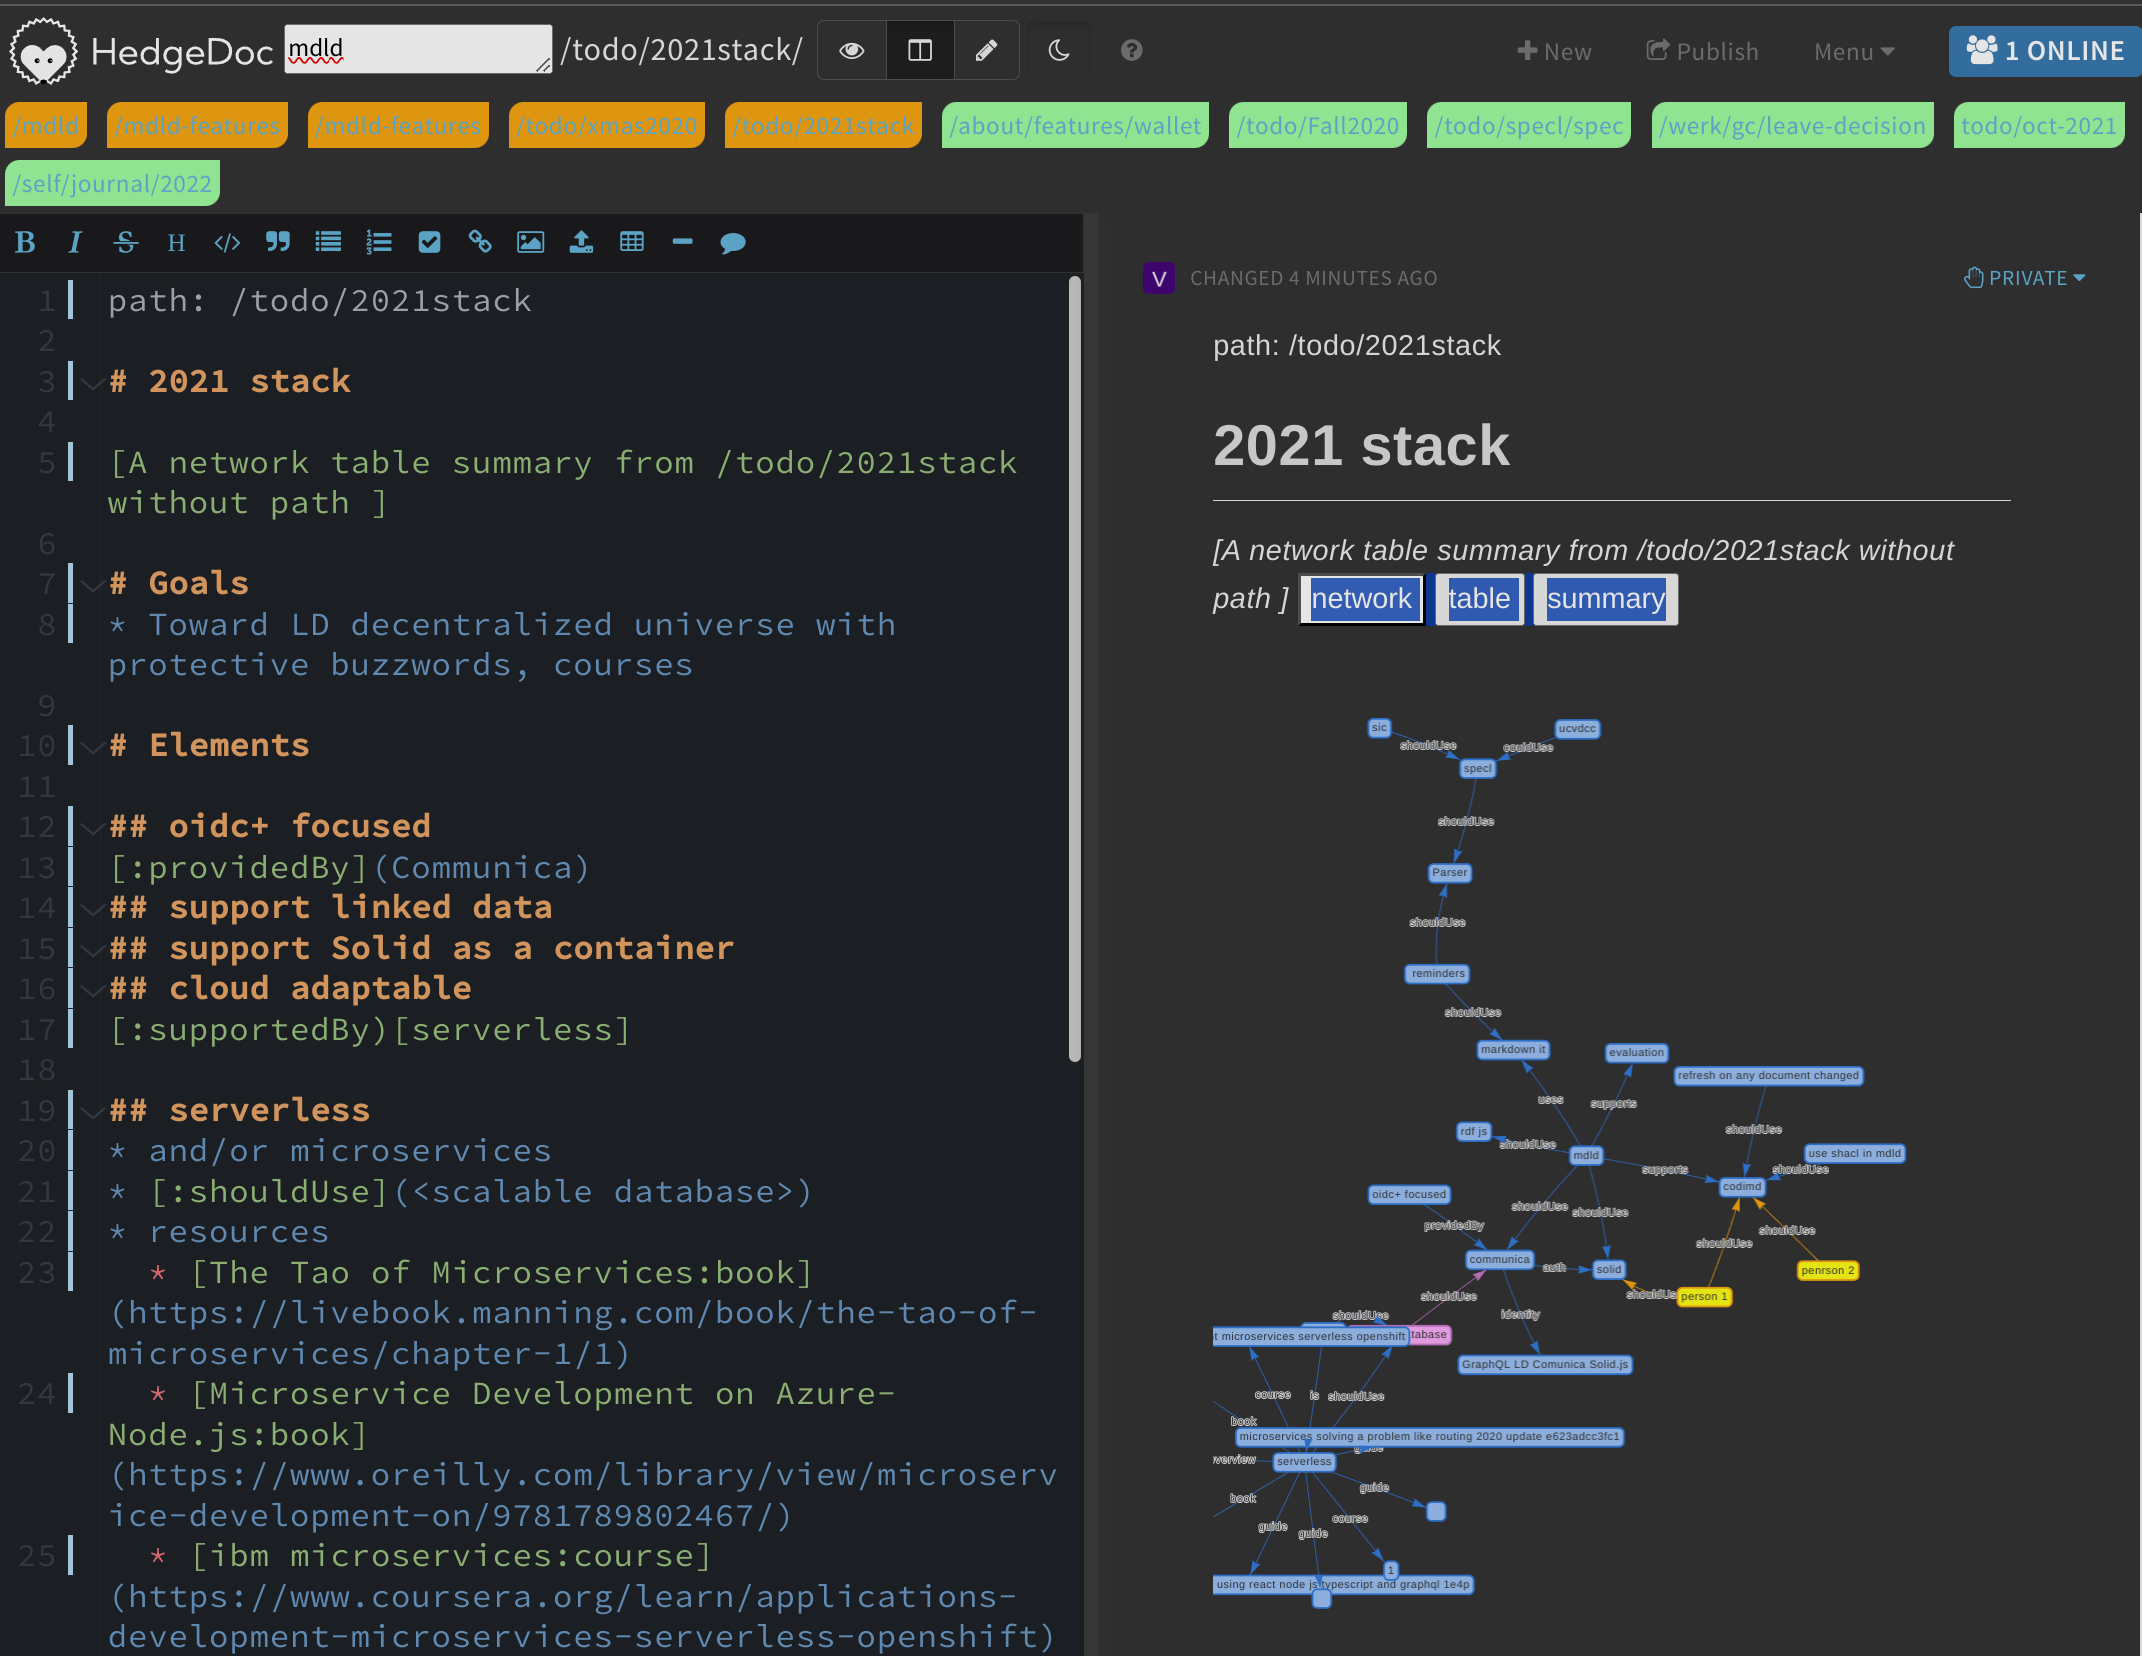 HedgeDoc mdld /todo/2021stack/ New Publish Menu 1 ONLINE
/mdld /mdld-features /mdld-features /todo/xmas2020 /todo/2021stack /about/features/wallet /todo/Fall2020 /todo/specl/spec /werk/gc/leave-decision todo/oct-2021
/self/journal/2022
B I S H </>
1 path: /todo/2021stack
2
3 # 2021 stack
4
5 [A network table summary from /todo/2021stack
without path ]
6
7 # Goals
8 * Toward LD decentralized universe with
protective buzzwords, courses
9
10 # Elements
11
12 ## oidc+ focused
13 [:providedBy](Communica)
14 ## support linked data
15 ## support Solid as a container
16 ## cloud adaptable
17 [:supportedBy)[serverless]
18
19 ## serverless
20 * and/or microservices
21 * [:shouldUse](<scalable database>)
22 * resources
23 * [The Tao of Microservices:book]
(https://livebook.manning.com/book/the-tao-of-
microservices/chapter-1/1)
24 * [Microservice Development on Azure-
Node.js:book]
(https://www.oreilly.com/library/view/microserv
ice-development-on/9781789802467/)
25 * [ibm microservices:course]
(https://www.coursera.org/learn/applications-
development-microservices-serverless-openshift)
V CHANGED 4 MINUTES AGO PRIVATE
path: /todo/2021stack
2021 stack
[A network table summary from /todo/2021stack without
path ] network table summary
sic ucvdcc
shouldUse couldUse
specl
shouldUse
Parser
shouldUse
reminders
shouldUse
markdown it evaluation
refresh on any document changed
uses supports
rdf js shouldUse shouldUse
mdld use shacl in mdld
supports shouldUse
codimd
oidc+ focused shouldUse shouldUse
providedBy shouldUse shouldUse
communica auth solid penrson 2
shouldUse shouldUs person 1
shouldUse identity
t microservices serverless openshift tabase
GraphQL LD Comunica Solid.js
course is shouldUse
book
microservices solving a problem like routing 2020 update e623adcc3fc1
verview serverless guide
book guide
guide guide course
1
using react node js typescript and graphql 1e4p